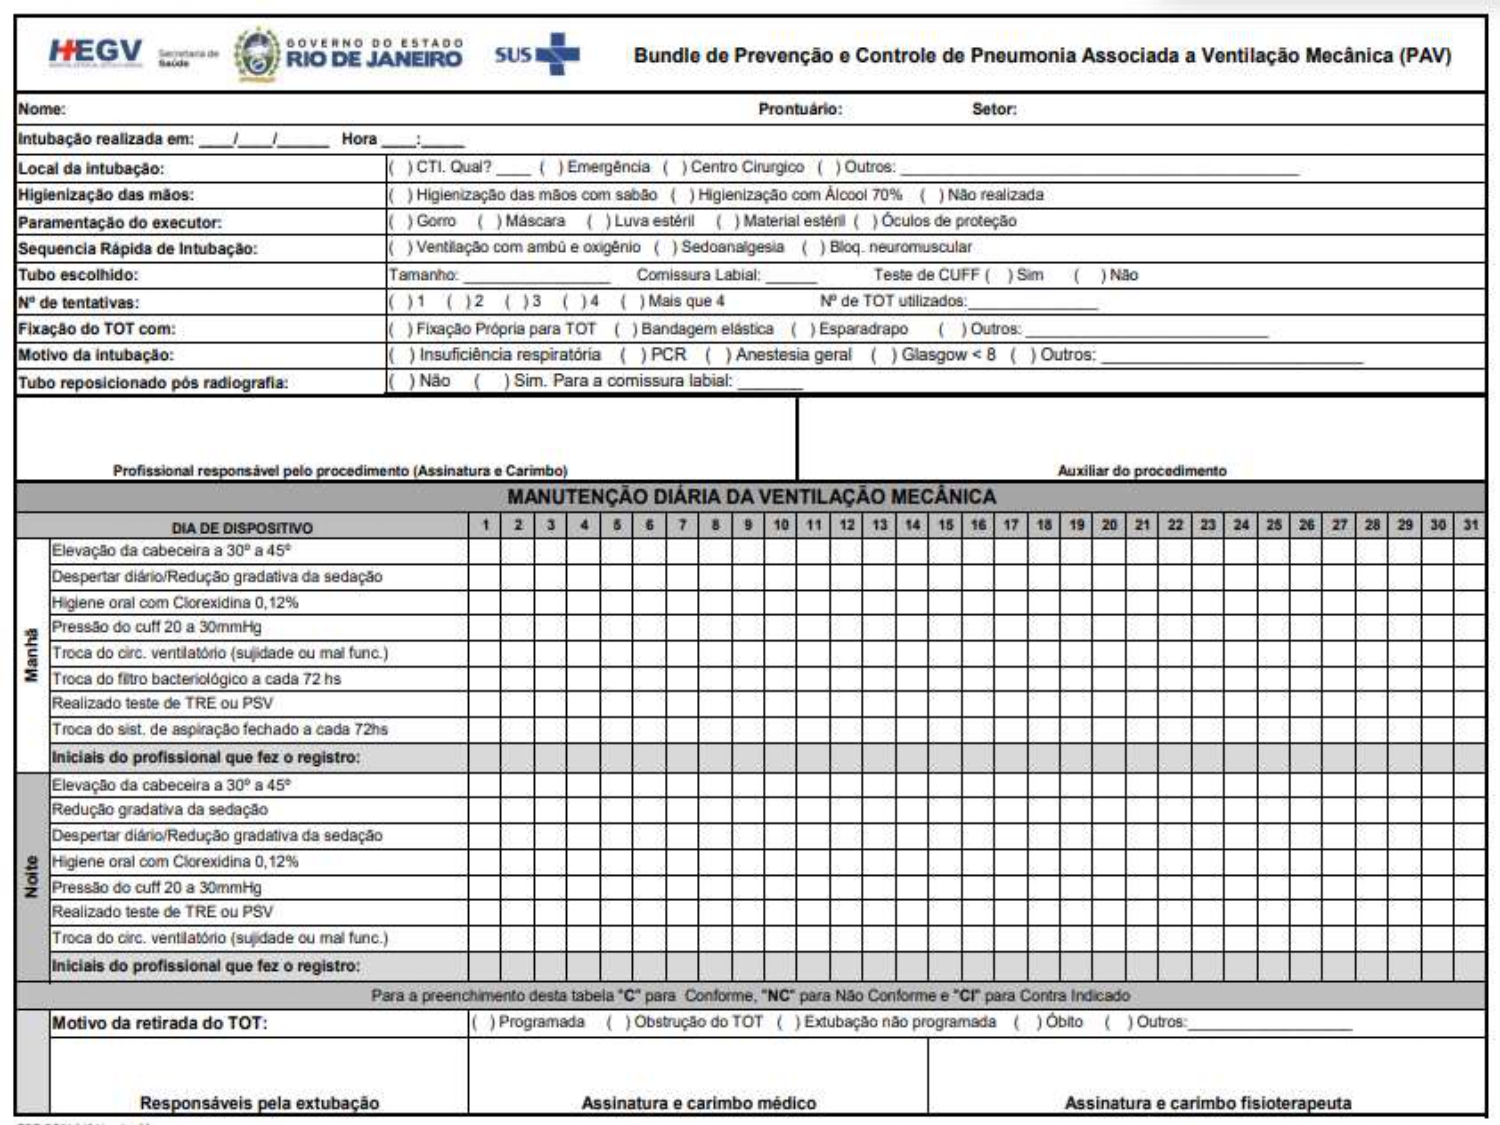 HEGV Secretaria de Saúde GOVERNO DO ESTADO RIO DE JANEIRO SUS Bundle de Prevenção e Controle de Pneumonia Associada a Ventilação Mecânica (PAV)
Nome: Prontuário: Setor:
Intubação realizada em: ____/____/______ Hora ____:_____
Local da intubação: ( ) CTI. Qual? ____ ( ) Emergência ( ) Centro Cirurgico ( ) Outros: ____
Higienização das mãos: ( ) Higienização das mãos com sabão ( ) Higienização com Álcool 70% ( ) Não realizada
Paramentação do executor: ( ) Gorro ( ) Máscara ( ) Luva estéril ( ) Material estéril ( ) Óculos de proteção
Sequencia Rápida de Intubação: ( ) Ventilação com ambú e oxigênio ( ) Sedoanalgesia ( ) Bloq. neuromuscular
Tubo escolhido: Tamanho: ____ Comissura Labial: ____ Teste de CUFF ( ) Sim ( ) Não
Nº de tentativas: ( ) 1 ( ) 2 ( ) 3 ( ) 4 ( ) Mais que 4 Nº de TOT utilizados: ____
Fixação do TOT com: ( ) Fixação Própria para TOT ( ) Bandagem elástica ( ) Esparadrapo ( ) Outros: ____
Motivo da intubação: ( ) Insuficiência respiratória ( ) PCR ( ) Anestesia geral ( ) Glasgow < 8 ( ) Outros: ____
Tubo reposicionado pós radiografia: ( ) Não ( ) Sim. Para a comissura labial: ____
Profissional responsável pelo procedimento (Assinatura e Carimbo) Auxiliar do procedimento
MANUTENÇÃO DIÁRIA DA VENTILAÇÃO MECÂNICA
DIA DE DISPOSITIVO 1 2 3 4 5 6 7 8 9 10 11 12 13 14 15 16 17 18 19 20 21 22 23 24 25 26 27 28 29 30 31
Manhã
Elevação da cabeceira a 30º a 45º
Despertar diário/Redução gradativa da sedação
Higiene oral com Clorexidina 0,12%
Pressão do cuff 20 a 30mmHg
Troca do circ. ventilatório (sujidade ou mal func.)
Troca do filtro bacteriológico a cada 72 hs
Realizado teste de TRE ou PSV
Troca do sist. de aspiração fechado a cada 72hs
Iniciais do profissional que fez o registro:
Noite
Elevação da cabeceira a 30º a 45º
Redução gradativa da sedação
Despertar diário/Redução gradativa da sedação
Higiene oral com Clorexidina 0,12%
Pressão do cuff 20 a 30mmHg
Realizado teste de TRE ou PSV
Troca do circ. ventilatório (sujidade ou mal func.)
Iniciais do profissional que fez o registro:
Para a preenchimento desta tabela "C" para Conforme, "NC" para Não Conforme e "CI" para Contra Indicado
Motivo da retirada do TOT: ( ) Programada ( ) Obstrução do TOT ( ) Extubação não programada ( ) Óbito ( ) Outros: ____
Responsáveis pela extubação Assinatura e carimbo médico Assinatura e carimbo fisioterapeuta